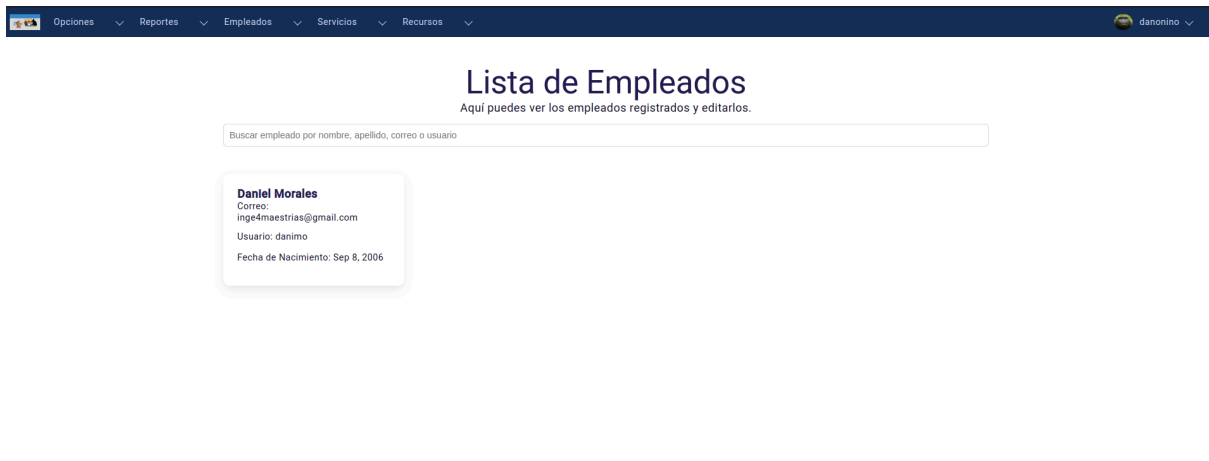 Opciones Reportes Empleados Servicios Recursos danonino
Lista de Empleados
Aquí puedes ver los empleados registrados y editarlos.
Buscar empleado por nombre, apellido, correo o usuario
Daniel Morales
Correo:
inge4maestrias@gmail.com
Usuario: danimo
Fecha de Nacimiento: Sep 8, 2006